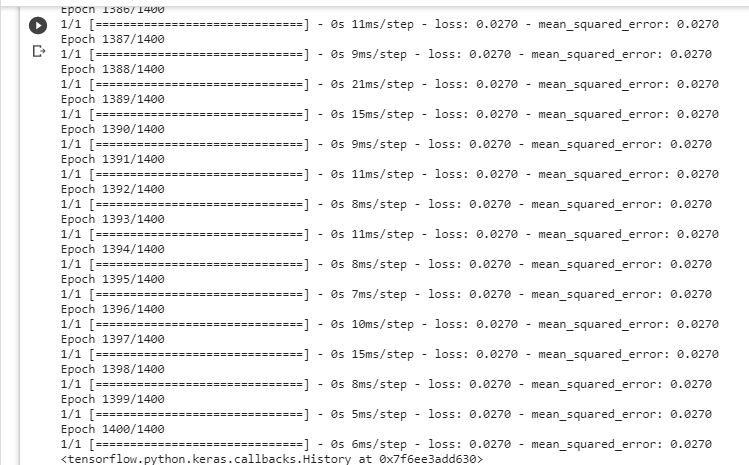 Epoch 1386/1400
1/1 [==============================] - 0s 11ms/step - loss: 0.0270 - mean_squared_error: 0.0270
Epoch 1387/1400
1/1 [==============================] - 0s 9ms/step - loss: 0.0270 - mean_squared_error: 0.0270
Epoch 1388/1400
1/1 [==============================] - 0s 21ms/step - loss: 0.0270 - mean_squared_error: 0.0270
Epoch 1389/1400
1/1 [==============================] - 0s 15ms/step - loss: 0.0270 - mean_squared_error: 0.0270
Epoch 1390/1400
1/1 [==============================] - 0s 9ms/step - loss: 0.0270 - mean_squared_error: 0.0270
Epoch 1391/1400
1/1 [==============================] - 0s 11ms/step - loss: 0.0270 - mean_squared_error: 0.0270
Epoch 1392/1400
1/1 [==============================] - 0s 8ms/step - loss: 0.0270 - mean_squared_error: 0.0270
Epoch 1393/1400
1/1 [==============================] - 0s 11ms/step - loss: 0.0270 - mean_squared_error: 0.0270
Epoch 1394/1400
1/1 [==============================] - 0s 8ms/step - loss: 0.0270 - mean_squared_error: 0.0270
Epoch 1395/1400
1/1 [==============================] - 0s 7ms/step - loss: 0.0270 - mean_squared_error: 0.0270
Epoch 1396/1400
1/1 [==============================] - 0s 10ms/step - loss: 0.0270 - mean_squared_error: 0.0270
Epoch 1397/1400
1/1 [==============================] - 0s 15ms/step - loss: 0.0270 - mean_squared_error: 0.0270
Epoch 1398/1400
1/1 [==============================] - 0s 8ms/step - loss: 0.0270 - mean_squared_error: 0.0270
Epoch 1399/1400
1/1 [==============================] - 0s 5ms/step - loss: 0.0270 - mean_squared_error: 0.0270
Epoch 1400/1400
1/1 [==============================] - 0s 6ms/step - loss: 0.0270 - mean_squared_error: 0.0270
<tensorflow.python.keras.callbacks.History at 0x7f6ee3add630>